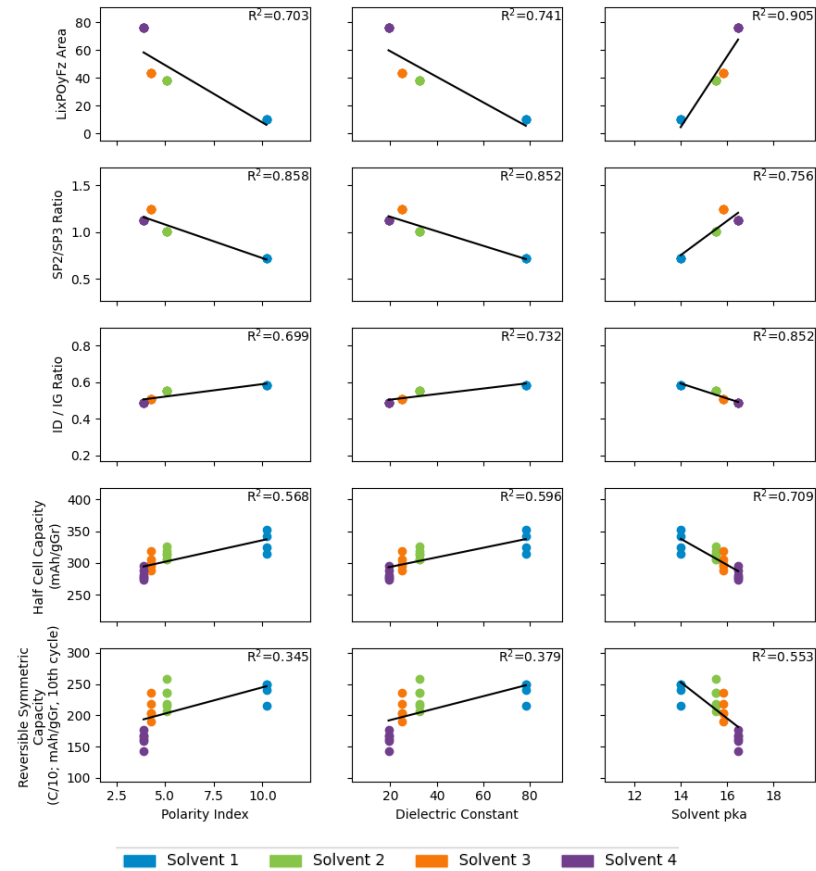 R²=0.703
R²=0.741
R²=0.905
80
60
40
20
0
LixPOyFz Area
R²=0.858
R²=0.852
R²=0.756
1.5
1.0
0.5
SP2/SP3 Ratio
R²=0.699
R²=0.732
R²=0.852
0.8
0.6
0.4
0.2
ID / IG Ratio
R²=0.568
R²=0.596
R²=0.709
400
350
300
250
Half Cell Capacity
(mAh/gGr)
R²=0.345
R²=0.379
R²=0.553
300
250
200
150
100
Reversible Symmetric
Capacity
(C/10; mAh/gGr, 10th cycle)
2.5 5.0 7.5 10.0
20 40 60 80
12 14 16 18
Polarity Index
Dielectric Constant
Solvent pka
Solvent 1 Solvent 2 Solvent 3 Solvent 4